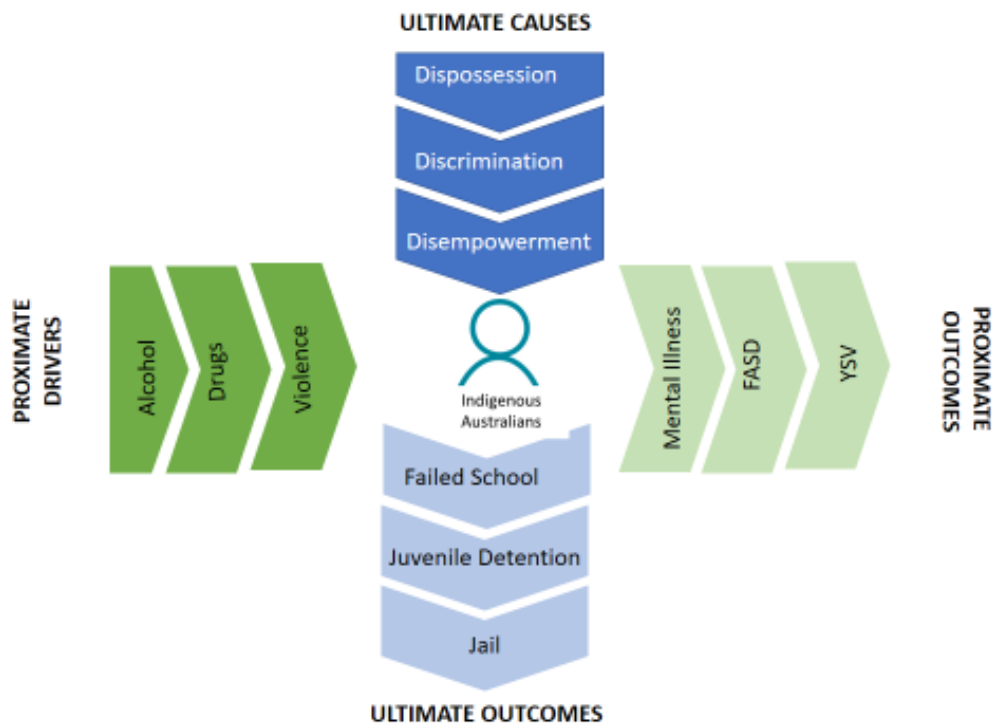 ULTIMATE CAUSES
Dispossession
Discrimination
Disempowerment
PROXIMATE
DRIVERS
Alcohol
Drugs
Violence
Indigenous
Australians
Mental Illness
FASD
YSV
PROXIMATE
OUTCOMES
Failed School
Juvenile Detention
Jail
ULTIMATE OUTCOMES